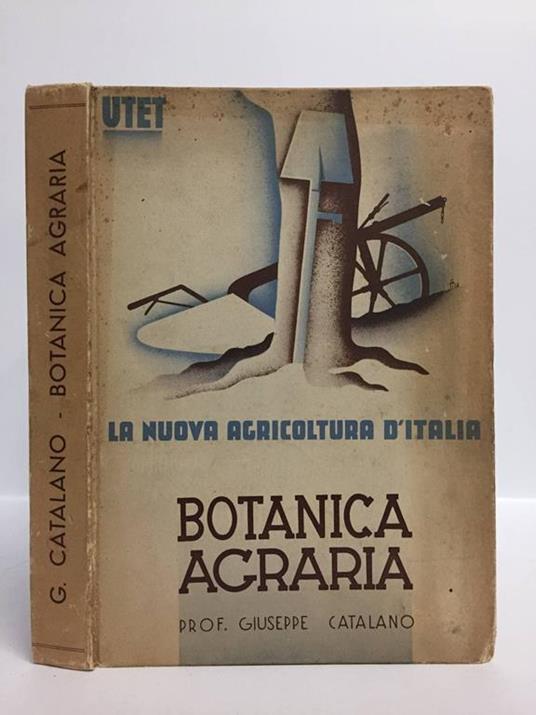 G. CATALANO - BOTANICA AGRARIA
UTET
LA NUOVA AGRICOLTURA D'ITALIA
BOTANICA
AGRARIA
PROF. GIUSEPPE CATALANO